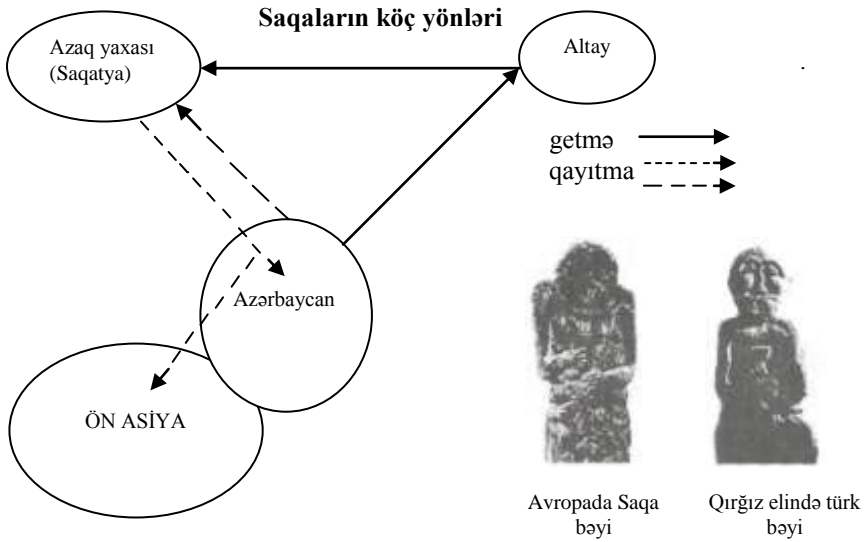 Saqaların köç yönləri
Azaq yaxası
(Saqatya)
Altay
getmə
qayıtma
Azərbaycan
ÖN ASİYA
Avropada Saqa
bəyi
Qırğız elində türk
bəyi